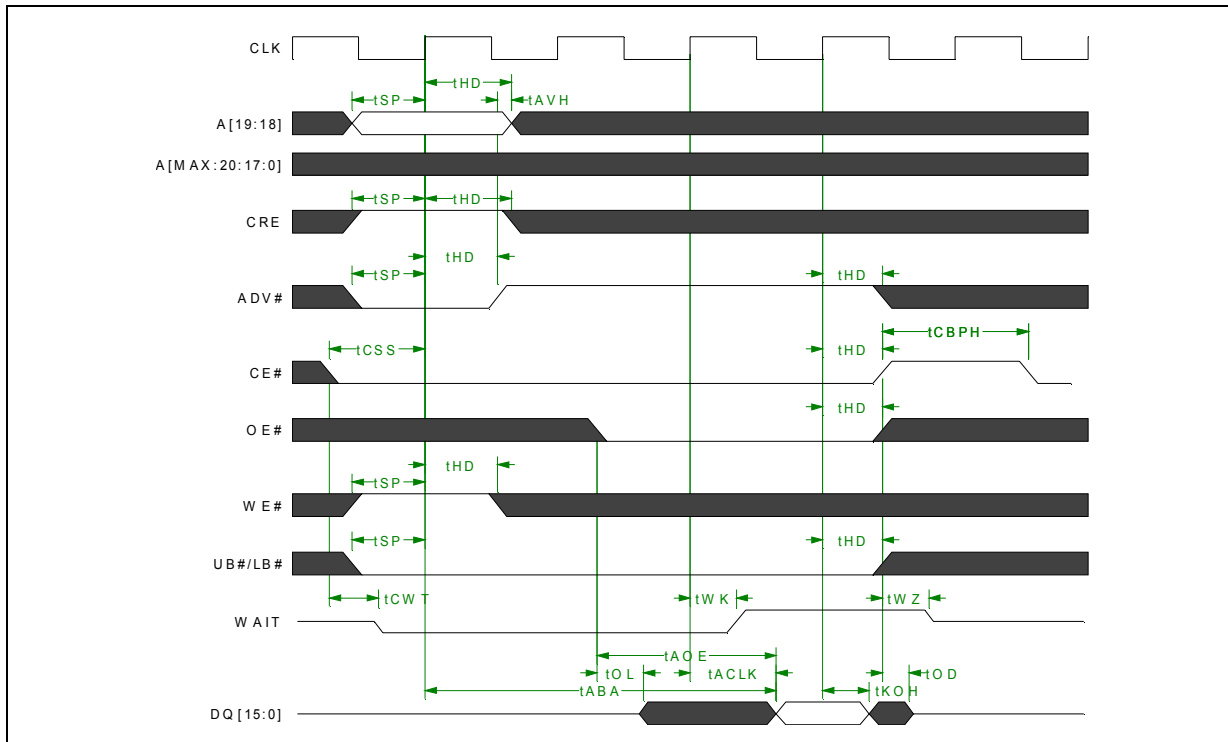 CLK
tHD
tSP
tAVH
A[19:18]
A[MAX:20:17:0]
tSP
tHD
CRE
tHD
tSP
tHD
ADV#
tCBPH
tCSS
tHD
CE#
tHD
OE#
tHD
tSP
WE#
tSP
tHD
UB#/LB#
tCWT
tWK
tWZ
WAIT
tAOE
tOL
tACLK
tOD
tABA
tKOH
DQ[15:0]